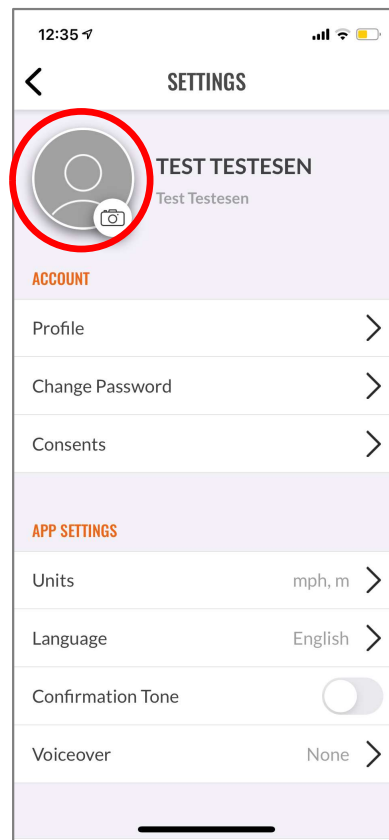 12:35
SETTINGS
TEST TESTESEN
Test Testesen
ACCOUNT
Profile
Change Password
Consents
APP SETTINGS
Units mph, m
Language English
Confirmation Tone
Voiceover None